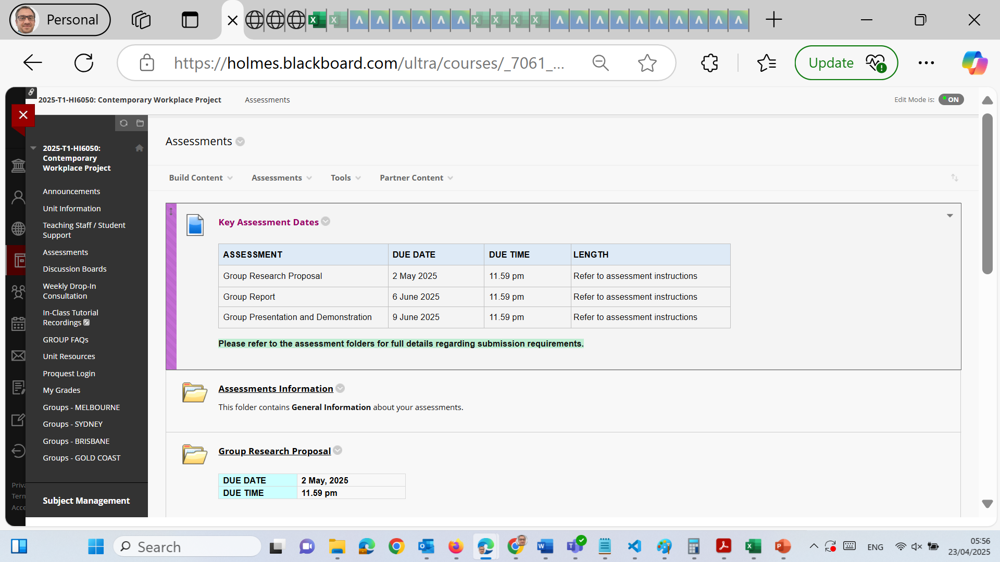 Personal
https://holmes.blackboard.com/ultra/courses/_7061_...
Update
2025-T1-HI6050: Contemporary Workplace Project
Assessments
Edit Mode is:
ON
2025-T1-HI6050:
Contemporary
Workplace Project
Announcements
Unit Information
Teaching Staff / Student
Support
Assessments
Discussion Boards
Weekly Drop-In
Consultation
In-Class Tutorial
Recordings
GROUP FAQs
Unit Resources
Proquest Login
My Grades
Groups - MELBOURNE
Groups - SYDNEY
Groups - BRISBANE
Groups - GOLD COAST
Subject Management
Priva
Term
Acce
Assessments
Build Content
Assessments
Tools
Partner Content
Key Assessment Dates
ASSESSMENT DUE DATE DUE TIME LENGTH
Group Research Proposal 2 May 2025 11.59 pm Refer to assessment instructions
Group Report 6 June 2025 11.59 pm Refer to assessment instructions
Group Presentation and Demonstration 9 June 2025 11.59 pm Refer to assessment instructions
Please refer to the assessment folders for full details regarding submission requirements.
Assessments Information
This folder contains General Information about your assessments.
Group Research Proposal
DUE DATE 2 May, 2025
DUE TIME 11.59 pm
Search
ENG
05:56
23/04/2025